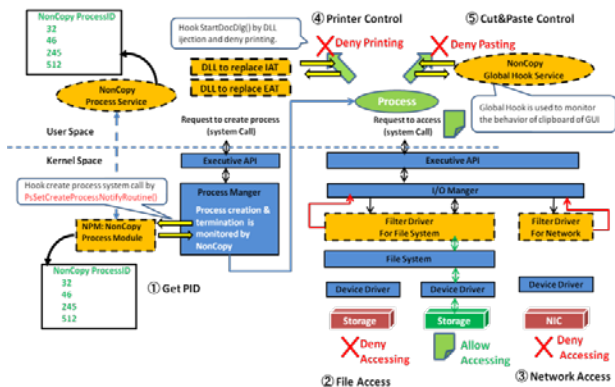 NonCopy ProcessID
32
46
245
512
NonCopy
Process Service
User Space
Kernel Space
Hook create process system call by
PsSetCreateProcessNotifyRoutine()
NPM: NonCopy
Process Module
NonCopy ProcessID
32
46
245
512
① Get PID
Hook StartDocDlg() by DLL
ijection and deny printing.
④ Printer Control
Deny Printing
DLL to replace IAT
DLL to replace EAT
⑤ Cut&Paste Control
Deny Pasting
NonCopy
Global Hook Service
Global Hook is used to monitor
the behavior of clipboard of GUI
Process
Request to create process
(system Call)
Executive API
Process Manger
Process creation &
termination is
monitored by
NonCopy
Request to access
(system Call)
Executive API
I/O Manger
Filter Driver
For File System
Filter Driver
For Network
File System
Device Driver
Device Driver
Device Driver
Storage
Storage
NIC
Deny
Accessing
Allow
Accessing
Deny
Accessing
② File Access
③ Network Access